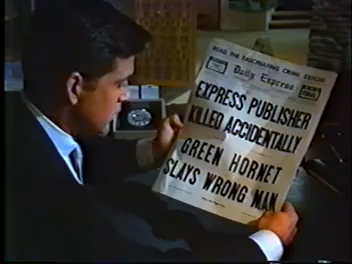 READ THE FASCINATING CRIME EXPOSE
Daily Express
EXPRESS PUBLISHER
KILLED ACCIDENTALLY
GREEN HORNET
SLAYS WRONG MAN